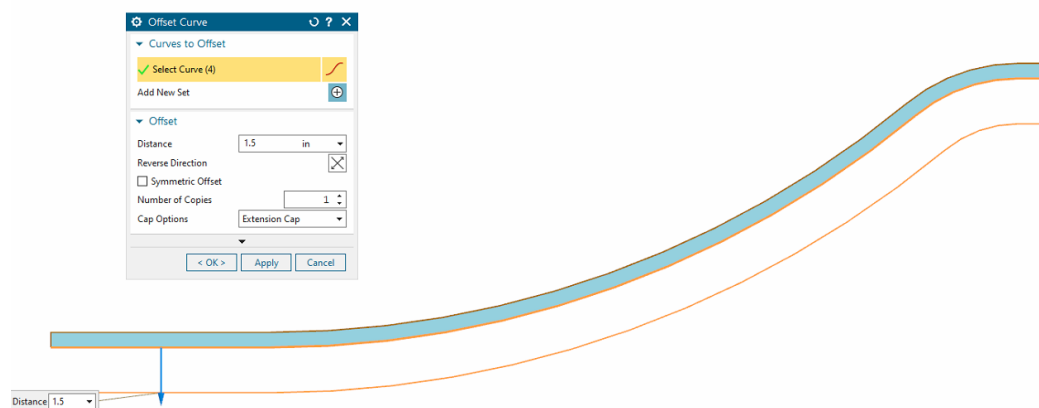 Offset Curve
Curves to Offset
Select Curve (4)
Add New Set
Offset
Distance 1.5 in
Reverse Direction
Symmetric Offset
Number of Copies 1
Cap Options Extension Cap
< OK > Apply Cancel
Distance 1.5